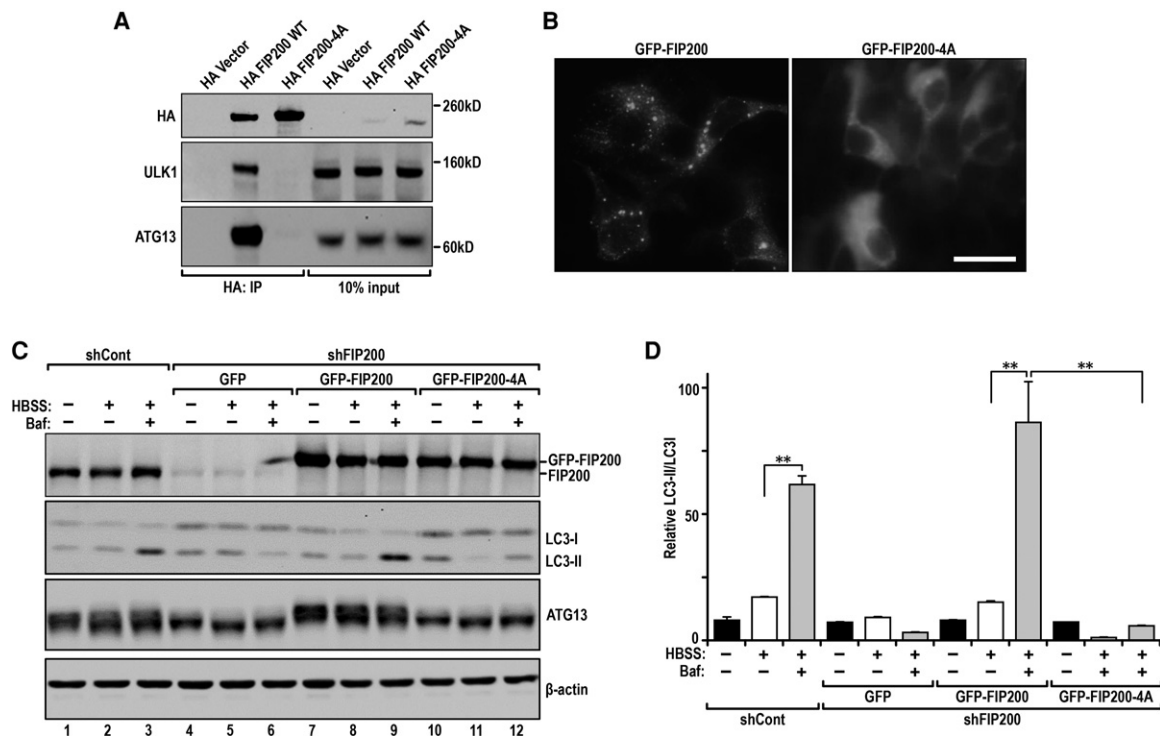 A
HA Vector
HA FIP200 WT
HA FIP200-4A
HA Vector
HA FIP200 WT
HA FIP200-4A
HA
260kD
ULK1
160kD
ATG13
60kD
HA: IP
10% input
B
GFP-FIP200
GFP-FIP200-4A
C
shCont
shFIP200
GFP
GFP-FIP200
GFP-FIP200-4A
HBSS: – + + – + + – + + – + +
Baf: + + + +
GFP-FIP200
FIP200
LC3-I
LC3-II
ATG13
β-actin
1 2 3 4 5 6 7 8 9 10 11 12
D
Relative LC3-II/LC3I
100
50
0
**
**
**
HBSS: – + + – + + – + + – + +
Baf: – – + – – + – – + – – +
GFP
GFP-FIP200
GFP-FIP200-4A
shCont
shFIP200